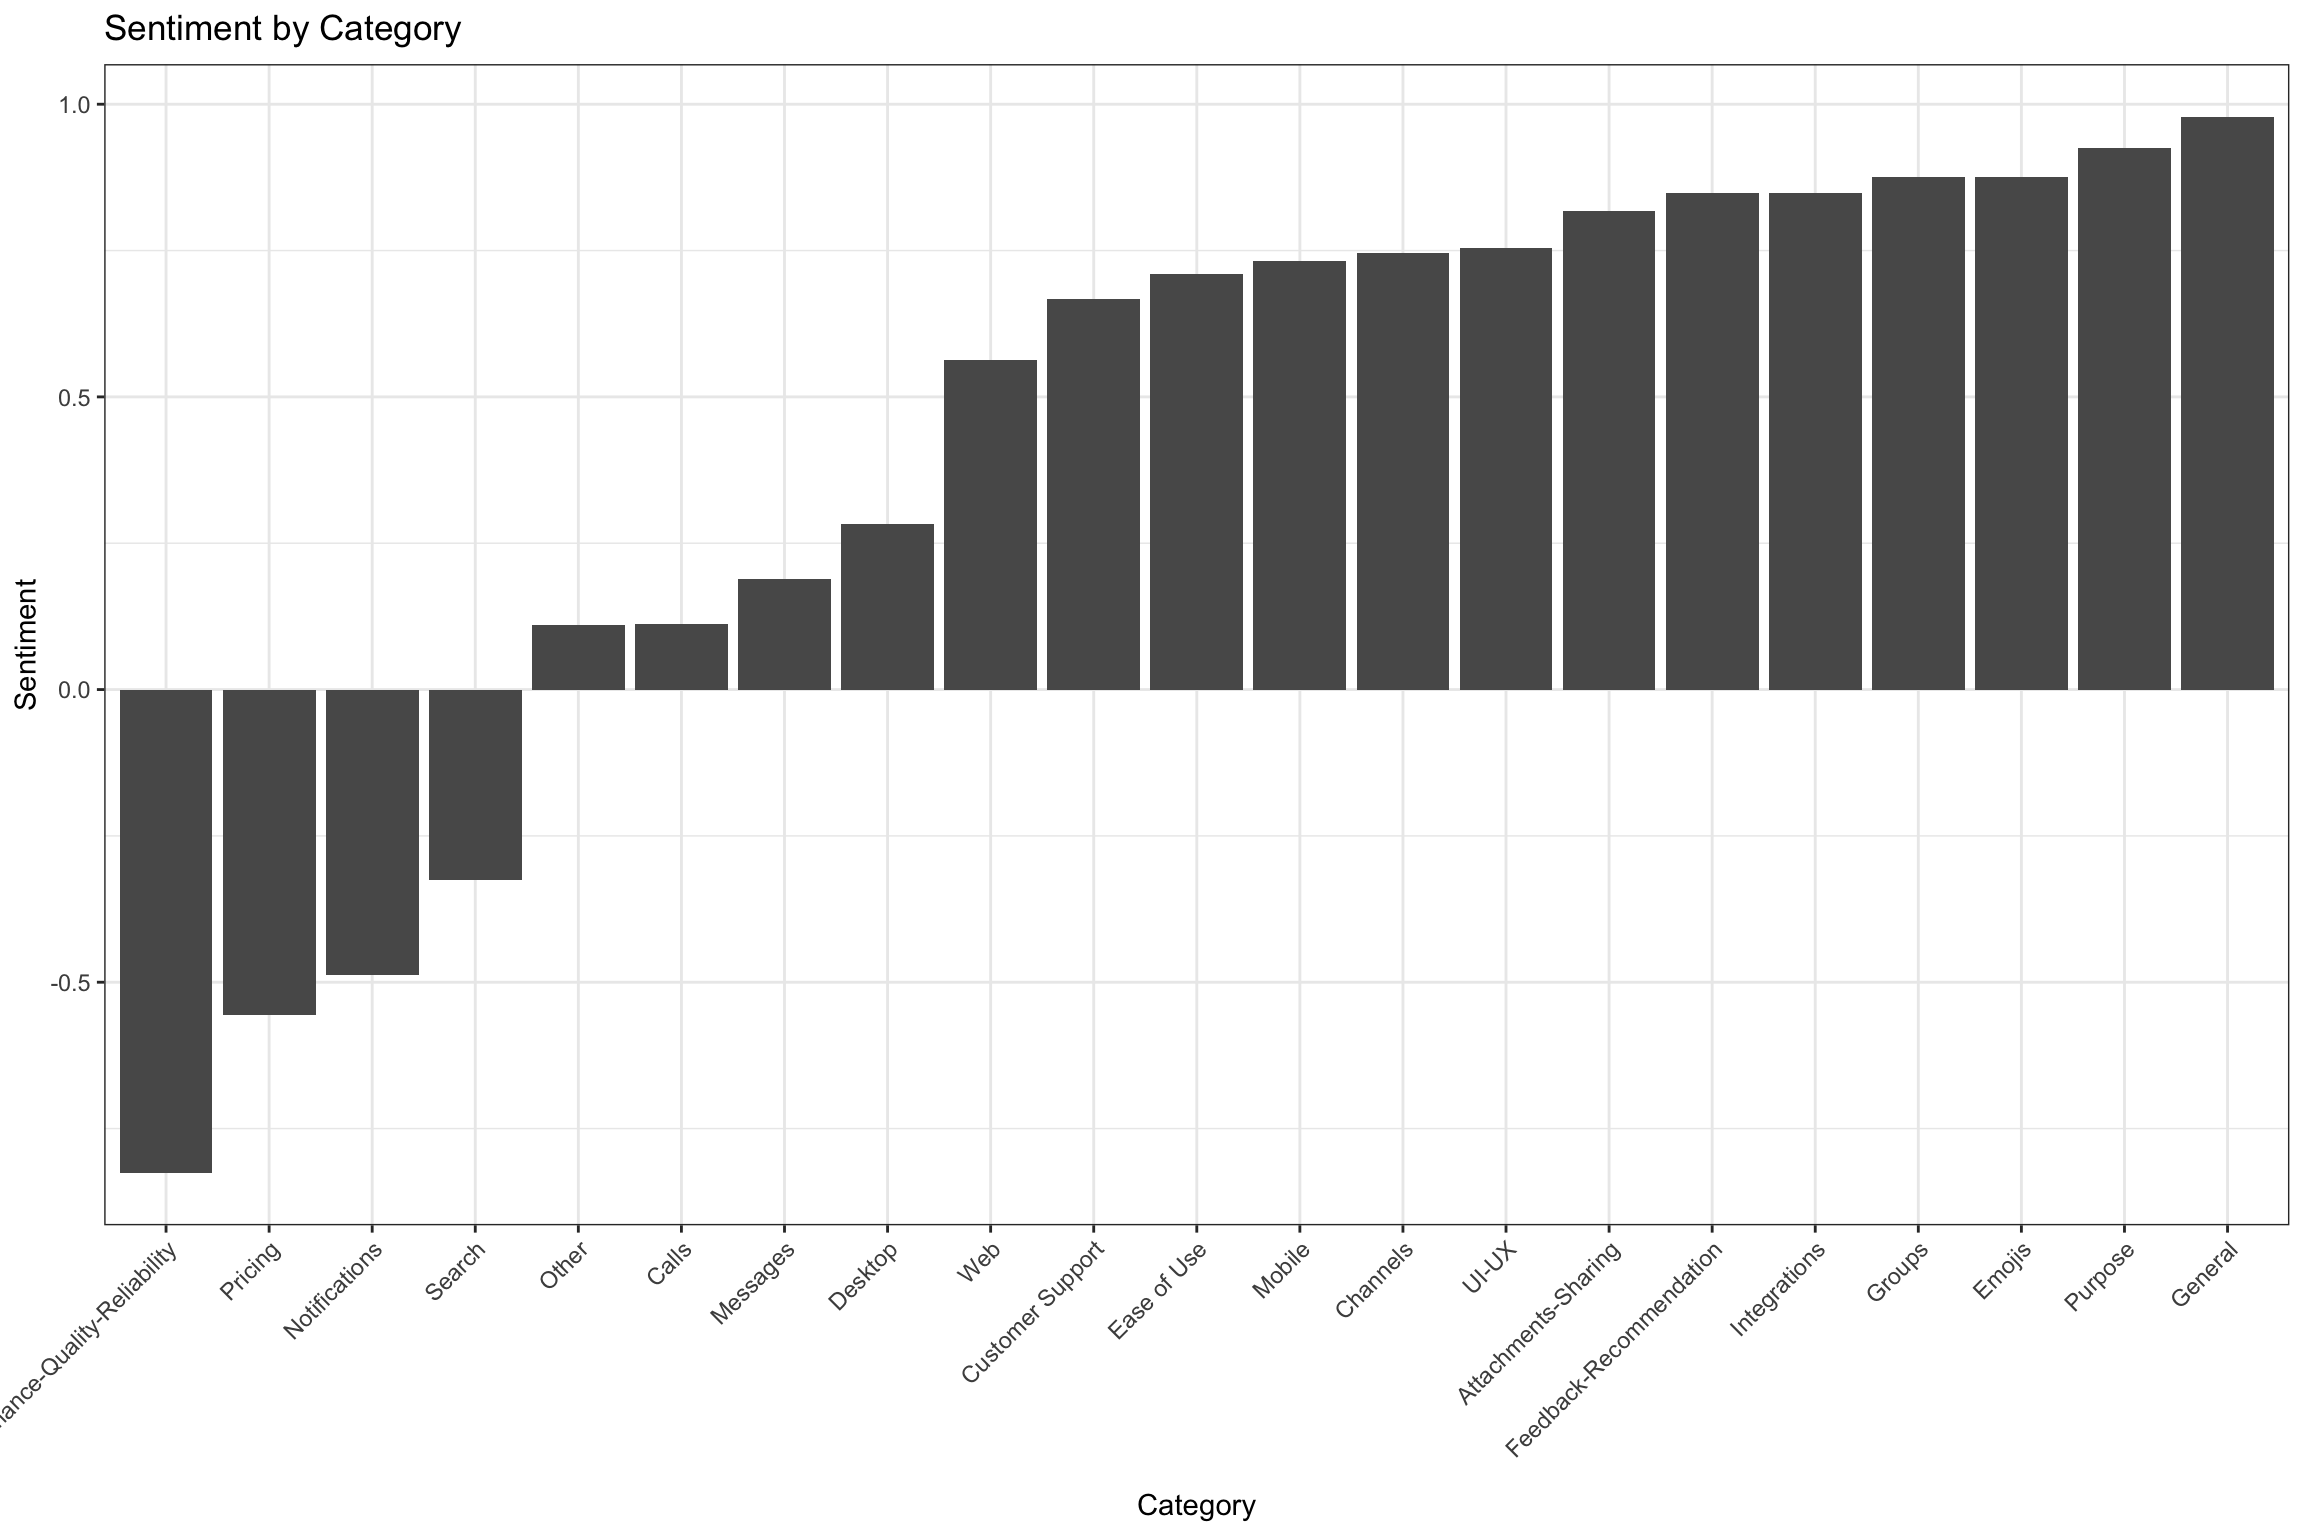 Sentiment by Category
Sentiment
1.0
0.5
0.0
-0.5
Pricing
Notifications
Search
Other
Calls
Messages
Desktop
Web
Customer Support
Ease of Use
Mobile
Channels
UI-UX
Attachments-Sharing
Feedback-Recommendation
Integrations
Groups
Emojis
Purpose
General
Category